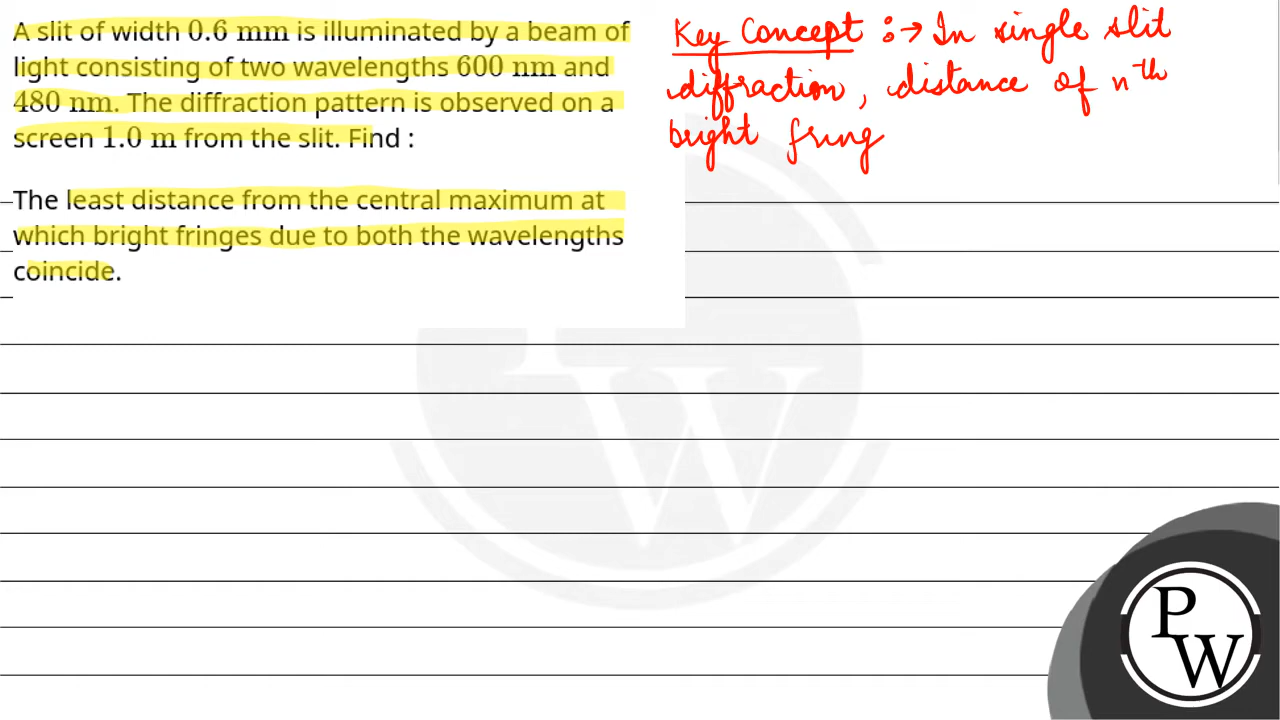 A slit of width 0.6 mm is illuminated by a beam of
light consisting of two wavelengths 600 nm and
480 nm. The diffraction pattern is observed on a
screen 1.0 m from the slit. Find :
The least distance from the central maximum at
which bright fringes due to both the wavelengths
coincide.
Key Concept :→ In single slit
diffraction, distance of nth
bright fring
P
W